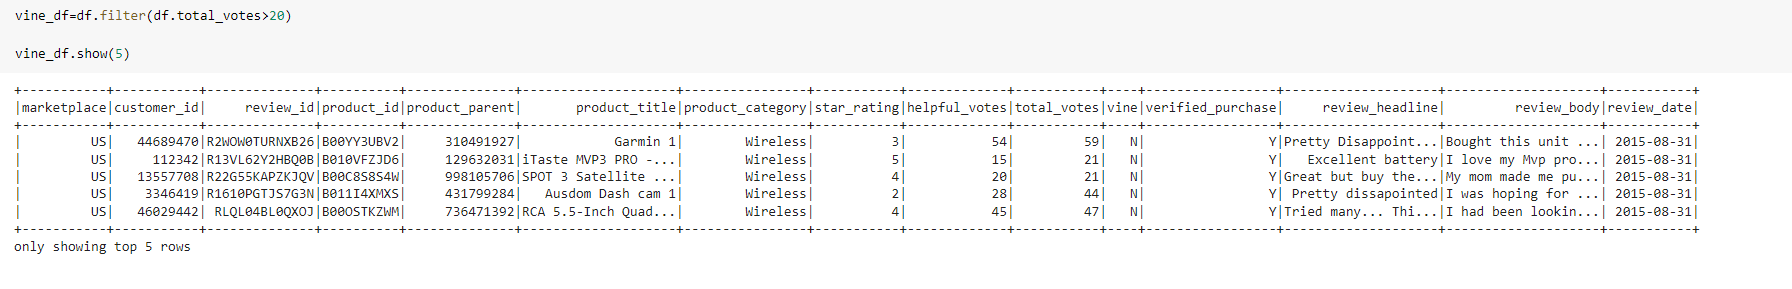 vine_df=df.filter(df.total_votes>20)
vine_df.show(5)
+-----------+-----------+--------------+----------+--------------+--------------------+----------------+-----------+-------------+-----------+----+-----------------+--------------------+--------------------+-----------+
|marketplace|customer_id|     review_id|product_id|product_parent|       product_title|product_category|star_rating|helpful_votes|total_votes|vine|verified_purchase|     review_headline|         review_body|review_date|
+-----------+-----------+--------------+----------+--------------+--------------------+----------------+-----------+-------------+-----------+----+-----------------+--------------------+--------------------+-----------+
|         US|   44689470|R2WOW0TURNXB26|B00YY3UBV2|     310491927|            Garmin 1|        Wireless|          3|           54|         59|   N|                Y|Pretty Disappoint...|Bought this unit ...| 2015-08-31|
|         US|     112342|R13VL62Y2HBQ0B|B010VFZJD6|     129632031|iTaste MVP3 PRO -...|        Wireless|          5|           15|         21|   N|                Y|   Excellent battery|I love my Mvp pro...| 2015-08-31|
|         US|   13557708|R22G55KAPZKJQV|B00C8S8S4W|     998105706|SPOT 3 Satellite ...|        Wireless|          4|           20|         21|   N|                Y|Great but buy the...|My mom made me pu...| 2015-08-31|
|         US|    3346419|R1610PGTJS7G3N|B011I4XMXS|     431799284|   Ausdom Dash cam 1|        Wireless|          2|           28|         44|   N|                Y| Pretty dissapointed|I was hoping for ...| 2015-08-31|
|         US|   46029442| RLQL04BL0QXOJ|B00OSTKZWM|     736471392|RCA 5.5-Inch Quad...|        Wireless|          4|           45|         47|   N|                Y|Tried many... Thi...|I had been lookin...| 2015-08-31|
+-----------+-----------+--------------+----------+--------------+--------------------+----------------+-----------+-------------+-----------+----+-----------------+--------------------+--------------------+-----------+
only showing top 5 rows